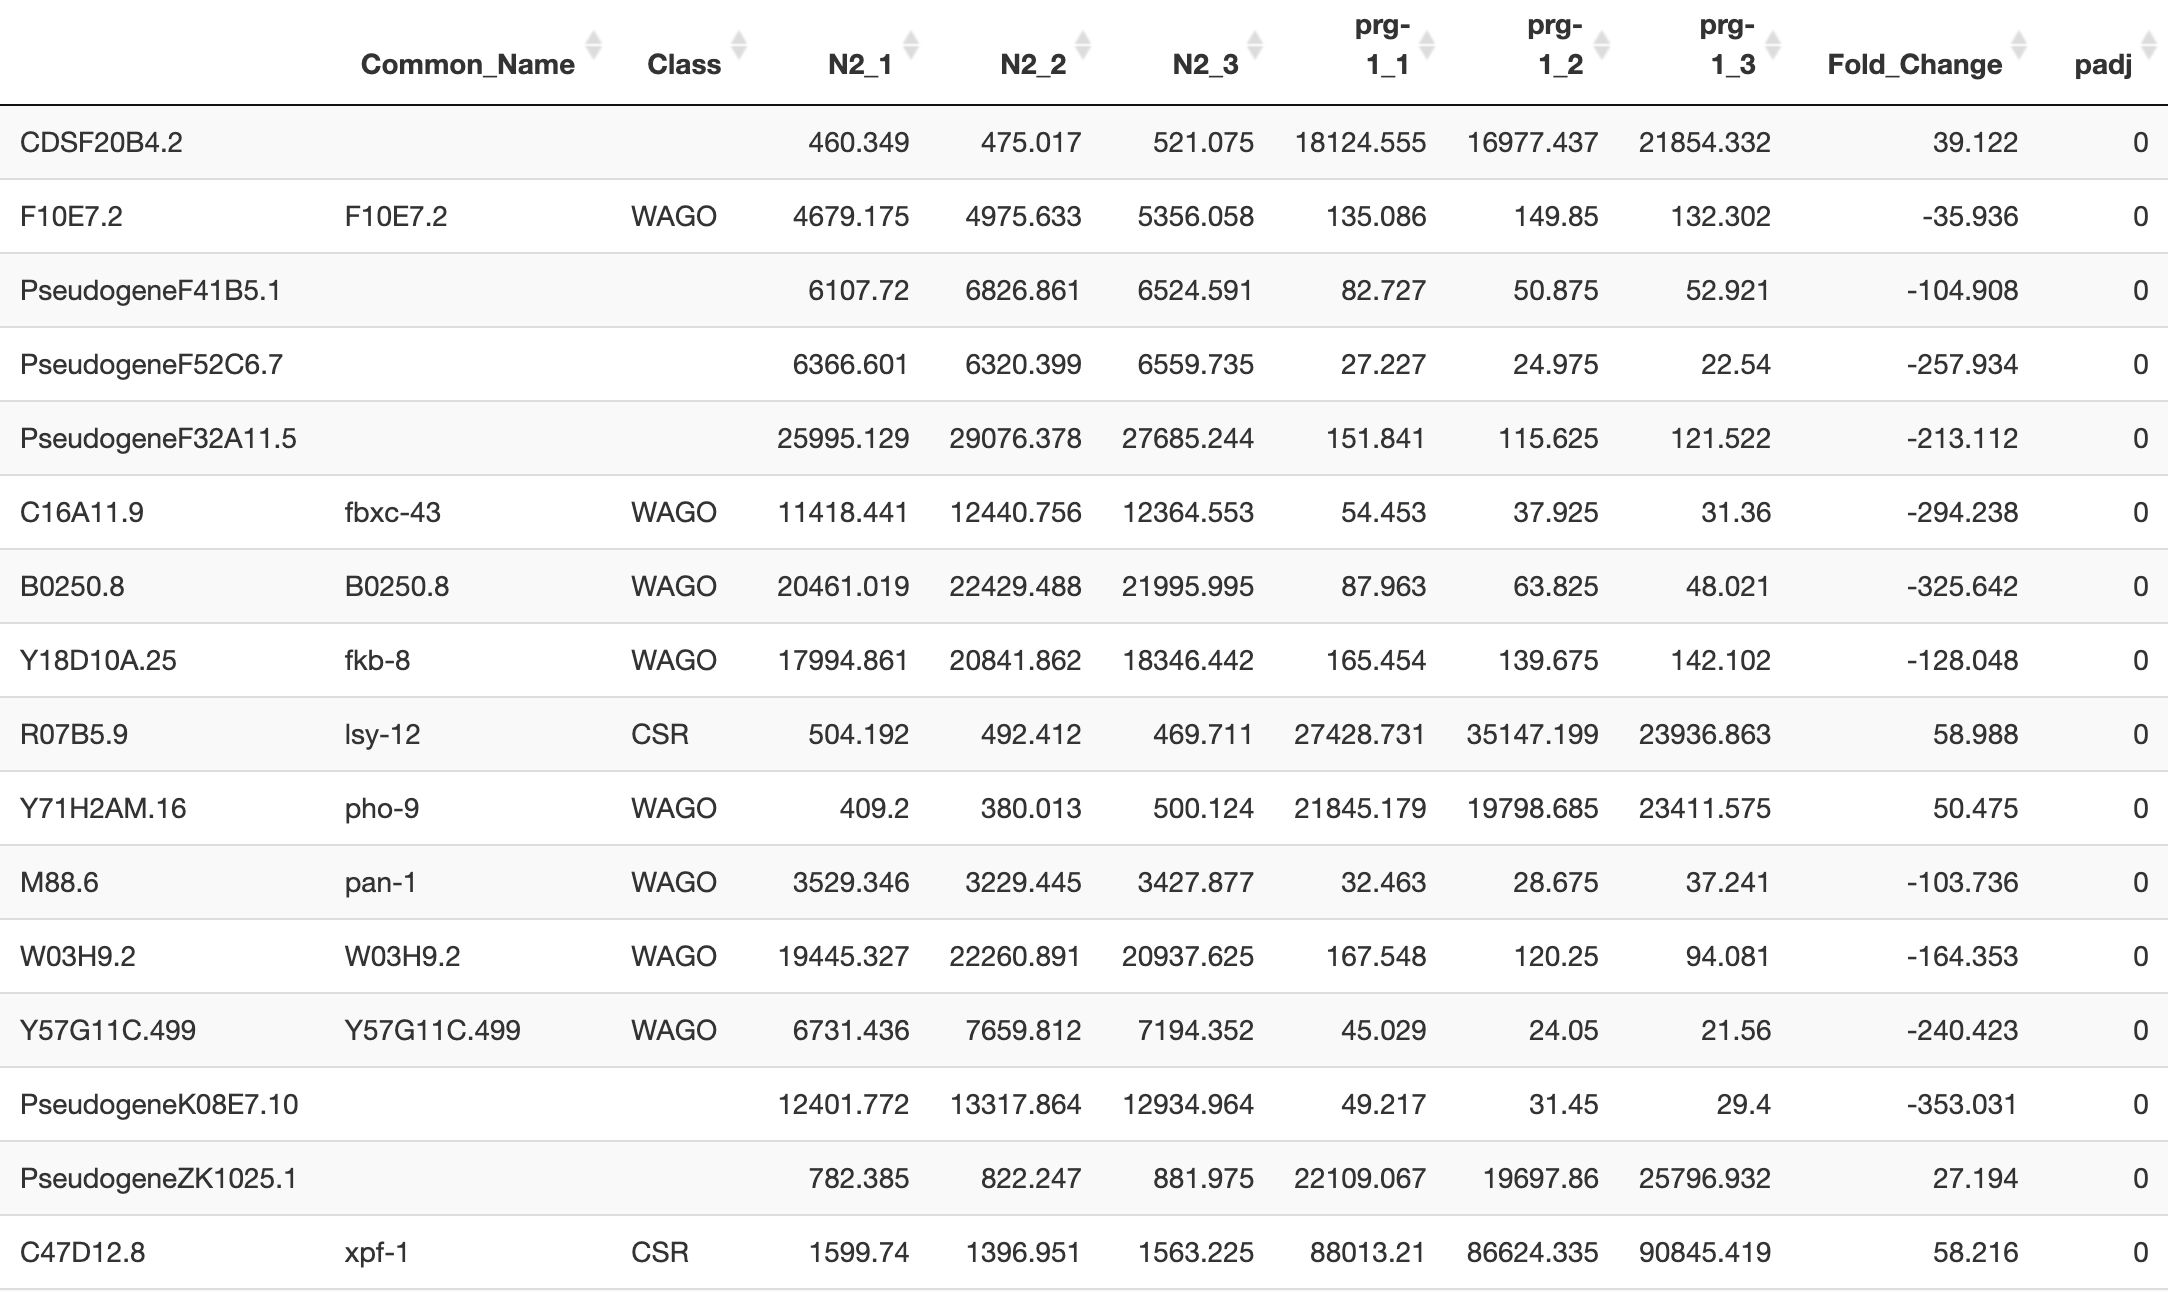 Common_Name Class N2_1 N2_2 N2_3 prg-1_1 prg-1_2 prg-1_3 Fold_Change padj
CDSF20B4.2 460.349 475.017 521.075 18124.555 16977.437 21854.332 39.122 0
F10E7.2 F10E7.2 WAGO 4679.175 4975.633 5356.058 135.086 149.85 132.302 -35.936 0
PseudogeneF41B5.1 6107.72 6826.861 6524.591 82.727 50.875 52.921 -104.908 0
PseudogeneF52C6.7 6366.601 6320.399 6559.735 27.227 24.975 22.54 -257.934 0
PseudogeneF32A11.5 25995.129 29076.378 27685.244 151.841 115.625 121.522 -213.112 0
C16A11.9 fbxc-43 WAGO 11418.441 12440.756 12364.553 54.453 37.925 31.36 -294.238 0
B0250.8 B0250.8 WAGO 20461.019 22429.488 21995.995 87.963 63.825 48.021 -325.642 0
Y18D10A.25 fkb-8 WAGO 17994.861 20841.862 18346.442 165.454 139.675 142.102 -128.048 0
R07B5.9 lsy-12 CSR 504.192 492.412 469.711 27428.731 35147.199 23936.863 58.988 0
Y71H2AM.16 pho-9 WAGO 409.2 380.013 500.124 21845.179 19798.685 23411.575 50.475 0
M88.6 pan-1 WAGO 3529.346 3229.445 3427.877 32.463 28.675 37.241 -103.736 0
W03H9.2 W03H9.2 WAGO 19445.327 22260.891 20937.625 167.548 120.25 94.081 -164.353 0
Y57G11C.499 Y57G11C.499 WAGO 6731.436 7659.812 7194.352 45.029 24.05 21.56 -240.423 0
PseudogeneK08E7.10 12401.772 13317.864 12934.964 49.217 31.45 29.4 -353.031 0
PseudogeneZK1025.1 782.385 822.247 881.975 22109.067 19697.86 25796.932 27.194 0
C47D12.8 xpf-1 CSR 1599.74 1396.951 1563.225 88013.21 86624.335 90845.419 58.216 0